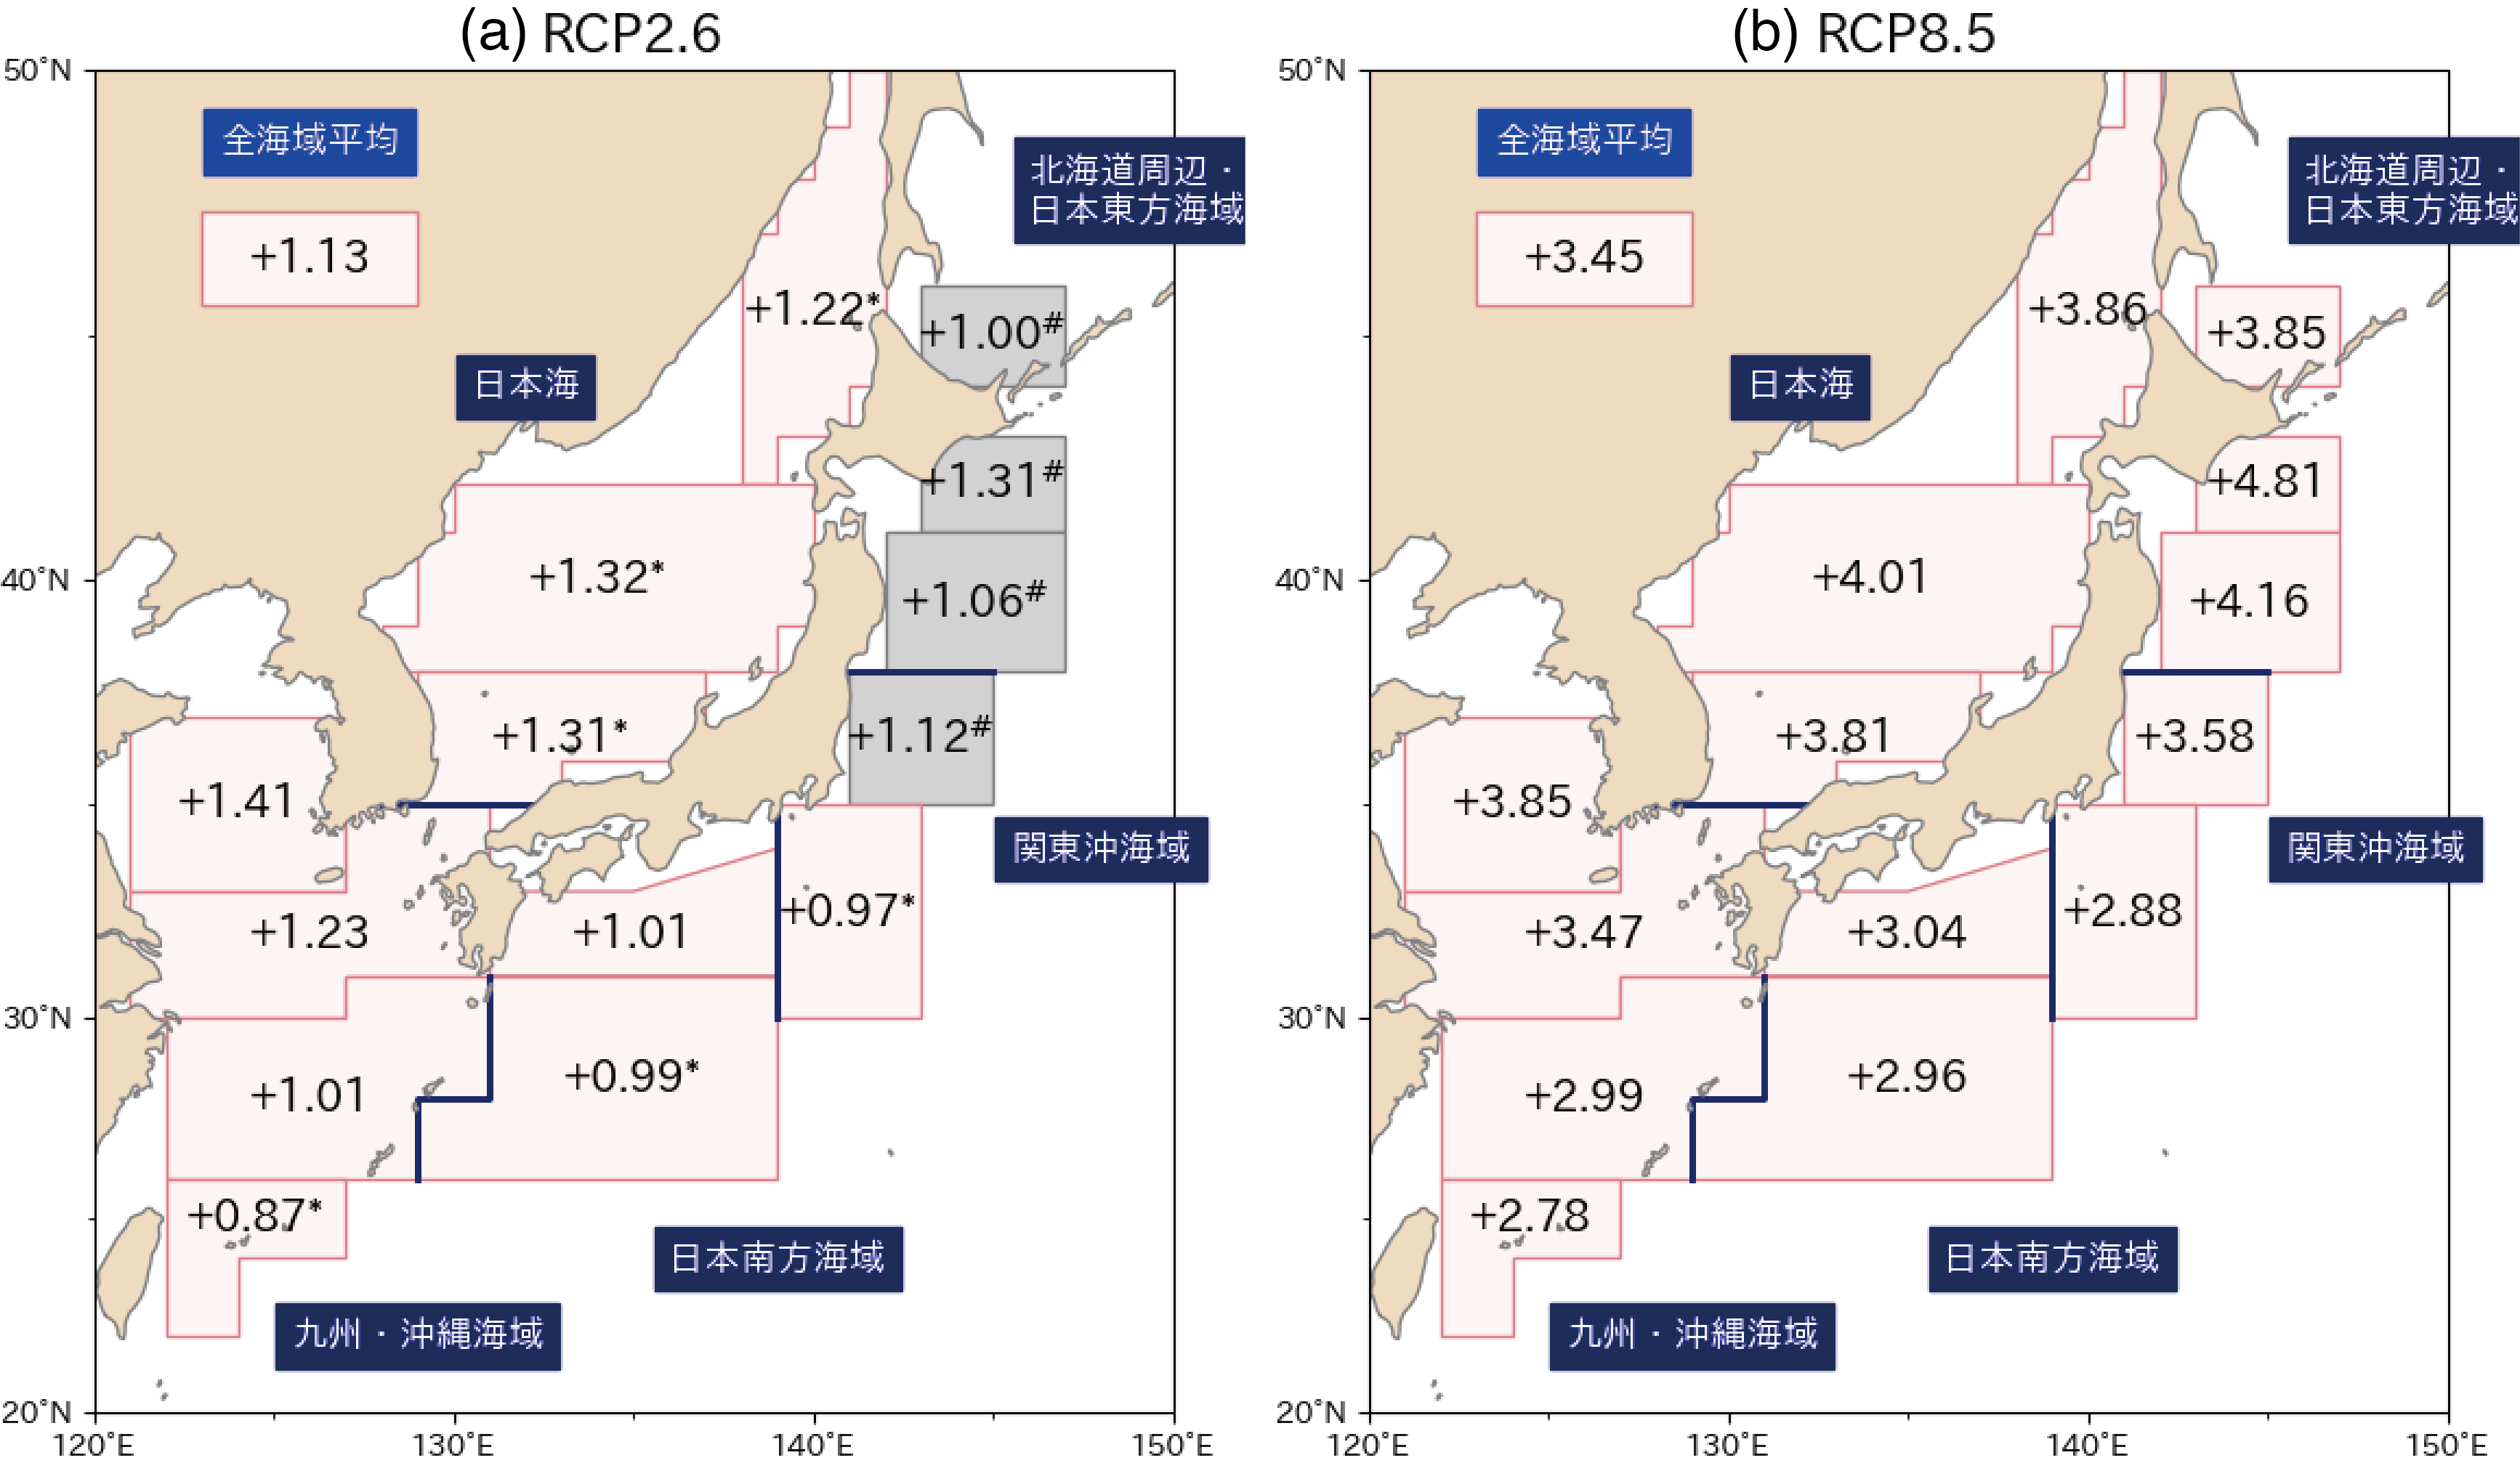 (a) RCP2.6
50°N
40°N
30°N
20°N
120°E
130°E
140°E
150°E
全海域平均
+1.13
北海道周辺・
日本東方海域
日本海
+1.22*
+1.00#
+1.31#
+1.32*
+1.06#
+1.31*
+1.12#
+1.41
関東沖海域
+0.97*
+1.23
+1.01
+1.01
+0.99*
+0.87*
日本南方海域
九州・沖縄海域
(b) RCP8.5
50°N
40°N
30°N
20°N
120°E
130°E
140°E
150°E
全海域平均
+3.45
北海道周辺・
日本東方海域
日本海
+3.86
+3.85
+4.81
+4.01
+4.16
+3.81
+3.58
+3.85
関東沖海域
+2.88
+3.47
+3.04
+2.99
+2.96
+2.78
日本南方海域
九州・沖縄海域